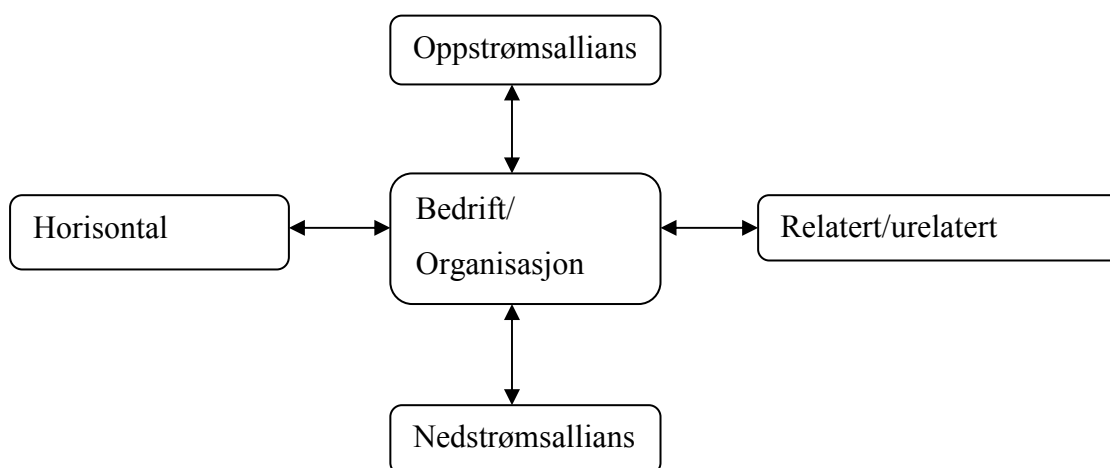 Oppstrømsallians
Horisontal
Bedrift/
Organisasjon
Relatert/urelatert
Nedstrømsallians